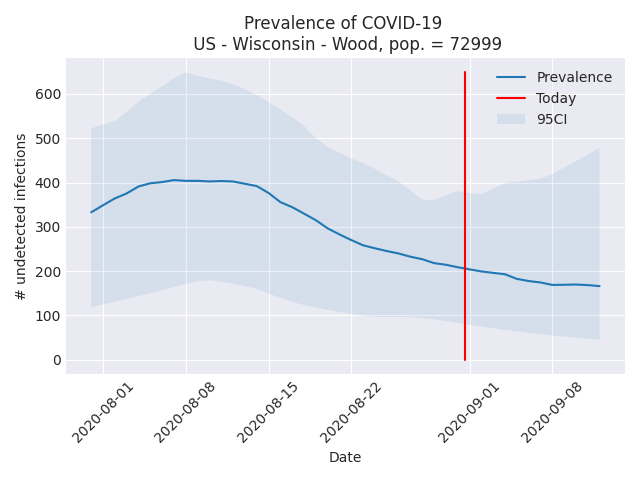 Prevalence of COVID-19
US - Wisconsin - Wood, pop. = 72999
Prevalence
Today
95CI
# undetected infections
600
500
400
300
200
100
0
2020-08-01
2020-08-08
2020-08-15
2020-08-22
2020-09-01
2020-09-08
Date